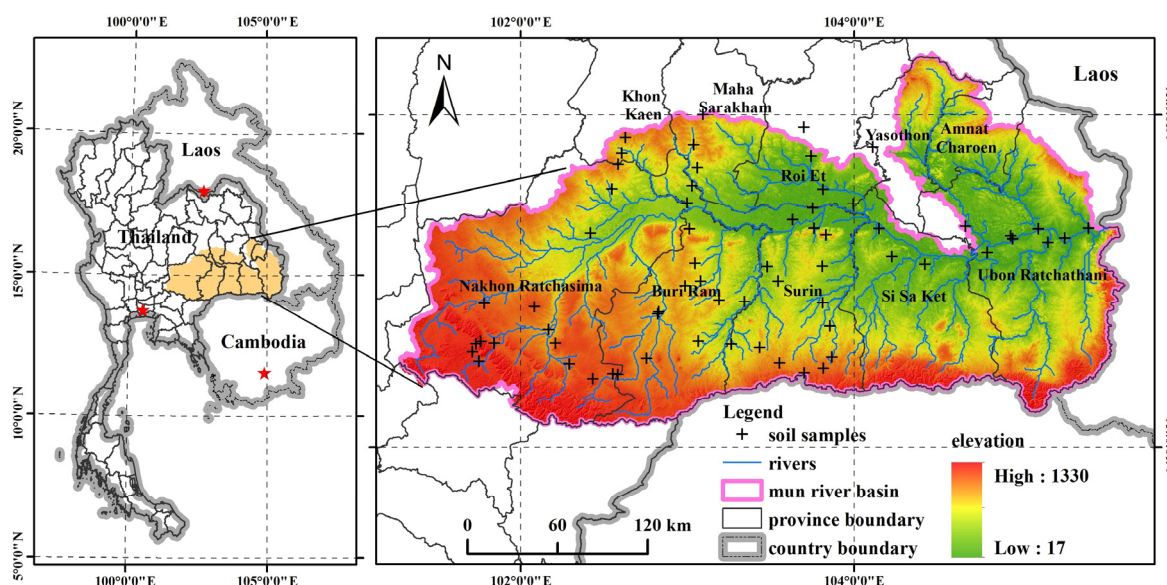 100°0'0"E 105°0'0"E
102°0'0"E 104°0'0"E
20°0'0"N
15°0'0"N
10°0'0"N
5°0'0"N
Laos
Thailand
Cambodia
100°0'0"E 105°0'0"E
N
Laos
Khon
Kaen
Maha
Sarakham
Yasothon
Amnat
Charoen
Roi Et
Nakhon Ratchasima
Buri Ram
Surin
Si Sa Ket
Ubon Ratchathani
Legend
soil samples
rivers
mun river basin
province boundary
country boundary
elevation
High : 1330
Low : 17
0 60 120 km
102°0'0"E 104°0'0"E